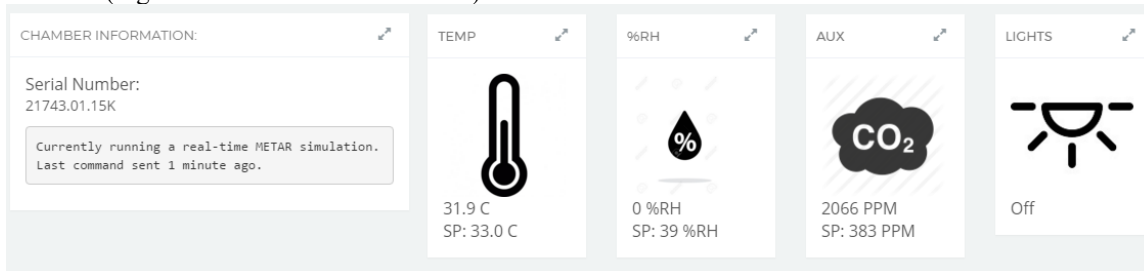 CHAMBER INFORMATION:
Serial Number:
21743.01.15K
Currently running a real-time METAR simulation.
Last command sent 1 minute ago.
TEMP
31.9 C
SP: 33.0 C
%RH
%
0 %RH
SP: 39 %RH
AUX
CO2
2066 PPM
SP: 383 PPM
LIGHTS
Off